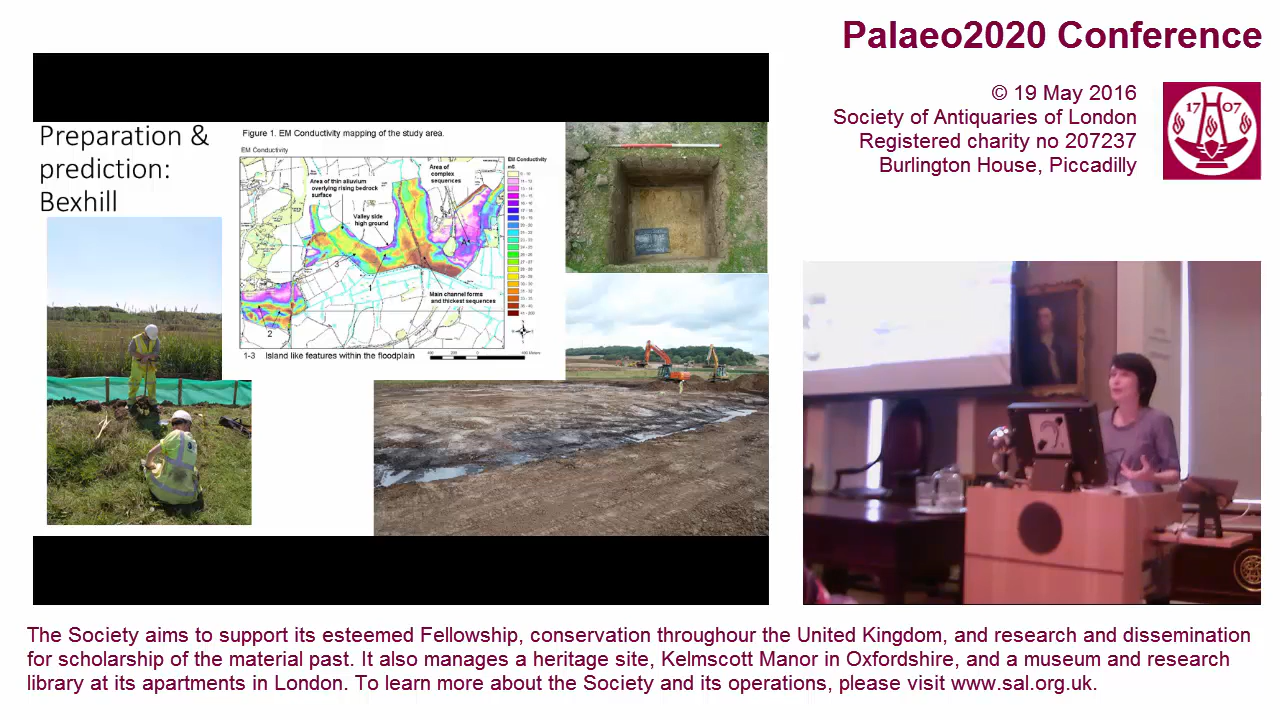 Palaeo2020 Conference
© 19 May 2016
Society of Antiquaries of London
Registered charity no 207237
Burlington House, Piccadilly
17 07
Preparation &
prediction:
Bexhill
Figure 1. EM Conductivity mapping of the study area.
EM Conductivity
EM Conductivity
mS
Area of thin alluvium
overlying rising bedrock
surface
Area of
complex
sequences
Valley side
high ground
3
1
2
Main channel forms
and thickest sequences
1-3 Island like features within the floodplain
The Society aims to support its esteemed Fellowship, conservation throughour the United Kingdom, and research and dissemination
for scholarship of the material past. It also manages a heritage site, Kelmscott Manor in Oxfordshire, and a museum and research
library at its apartments in London. To learn more about the Society and its operations, please visit www.sal.org.uk.